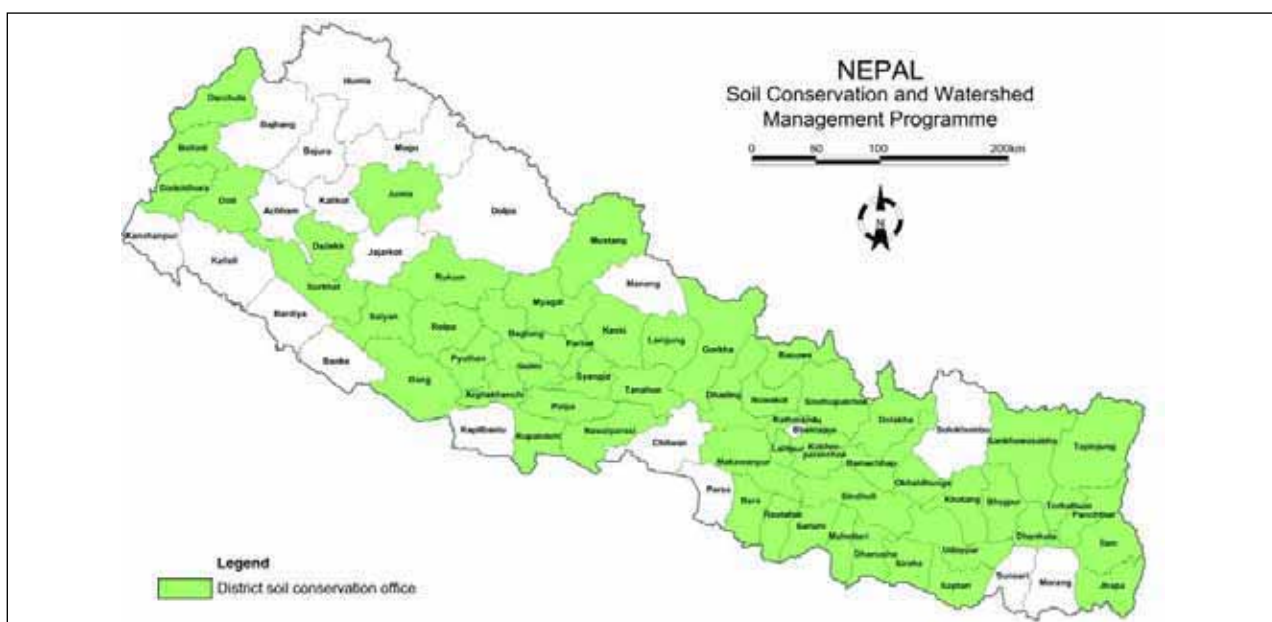 NEPAL
Soil Conservation and Watershed
Management Programme
0 50 100 200km
N
Humla
Darchula
Bajhang
Bajura
Mugu
Baitadi
Dadeldhura
Doti
Achham
Kalikot
Jumla
Dolpa
Kanchanpur
Kailali
Dailekh
Jajarkot
Mustang
Surkhet
Rukum
Manang
Bardiya
Salyan
Rolpa
Myagdi
Baglung
Parbat
Kaski
Lamjung
Gorkha
Banke
Pyuthan
Gulmi
Syangja
Tanahun
Rasuwa
Dang
Arghakhanchi
Palpa
Dhading
Nuwakot
Sindhupalchok
Dolakha
Solukhumbu
Sankhuwasabha
Taplejung
Kapilbastu
Rupandehi
Nawalparasi
Chitwan
Kathmandu
Bhaktapur
Lalitpur
Makawanpur
Ramechhap
Okhaldhunga
Khotang
Bhojpur
Terhathum
Panchthar
Parsa
Bara
Rautahat
Sarlahi
Sindhuli
Mahottari
Dhanusha
Siraha
Udaypur
Dhankuta
Ilam
Saptari
Sunsari
Morang
Jhapa
Legend
District soil conservation office